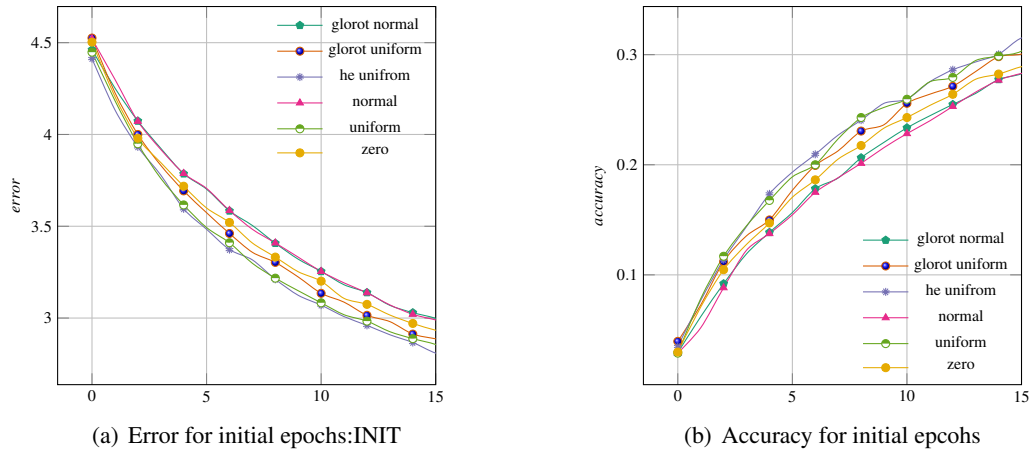 4.5
4
3.5
3
error
0
5
10
15
glorot normal
glorot uniform
he unifrom
normal
uniform
zero
(a) Error for initial epochs:INIT
0.3
0.2
0.1
accuracy
0
5
10
15
glorot normal
glorot uniform
he unifrom
normal
uniform
zero
(b) Accuracy for initial epcohs